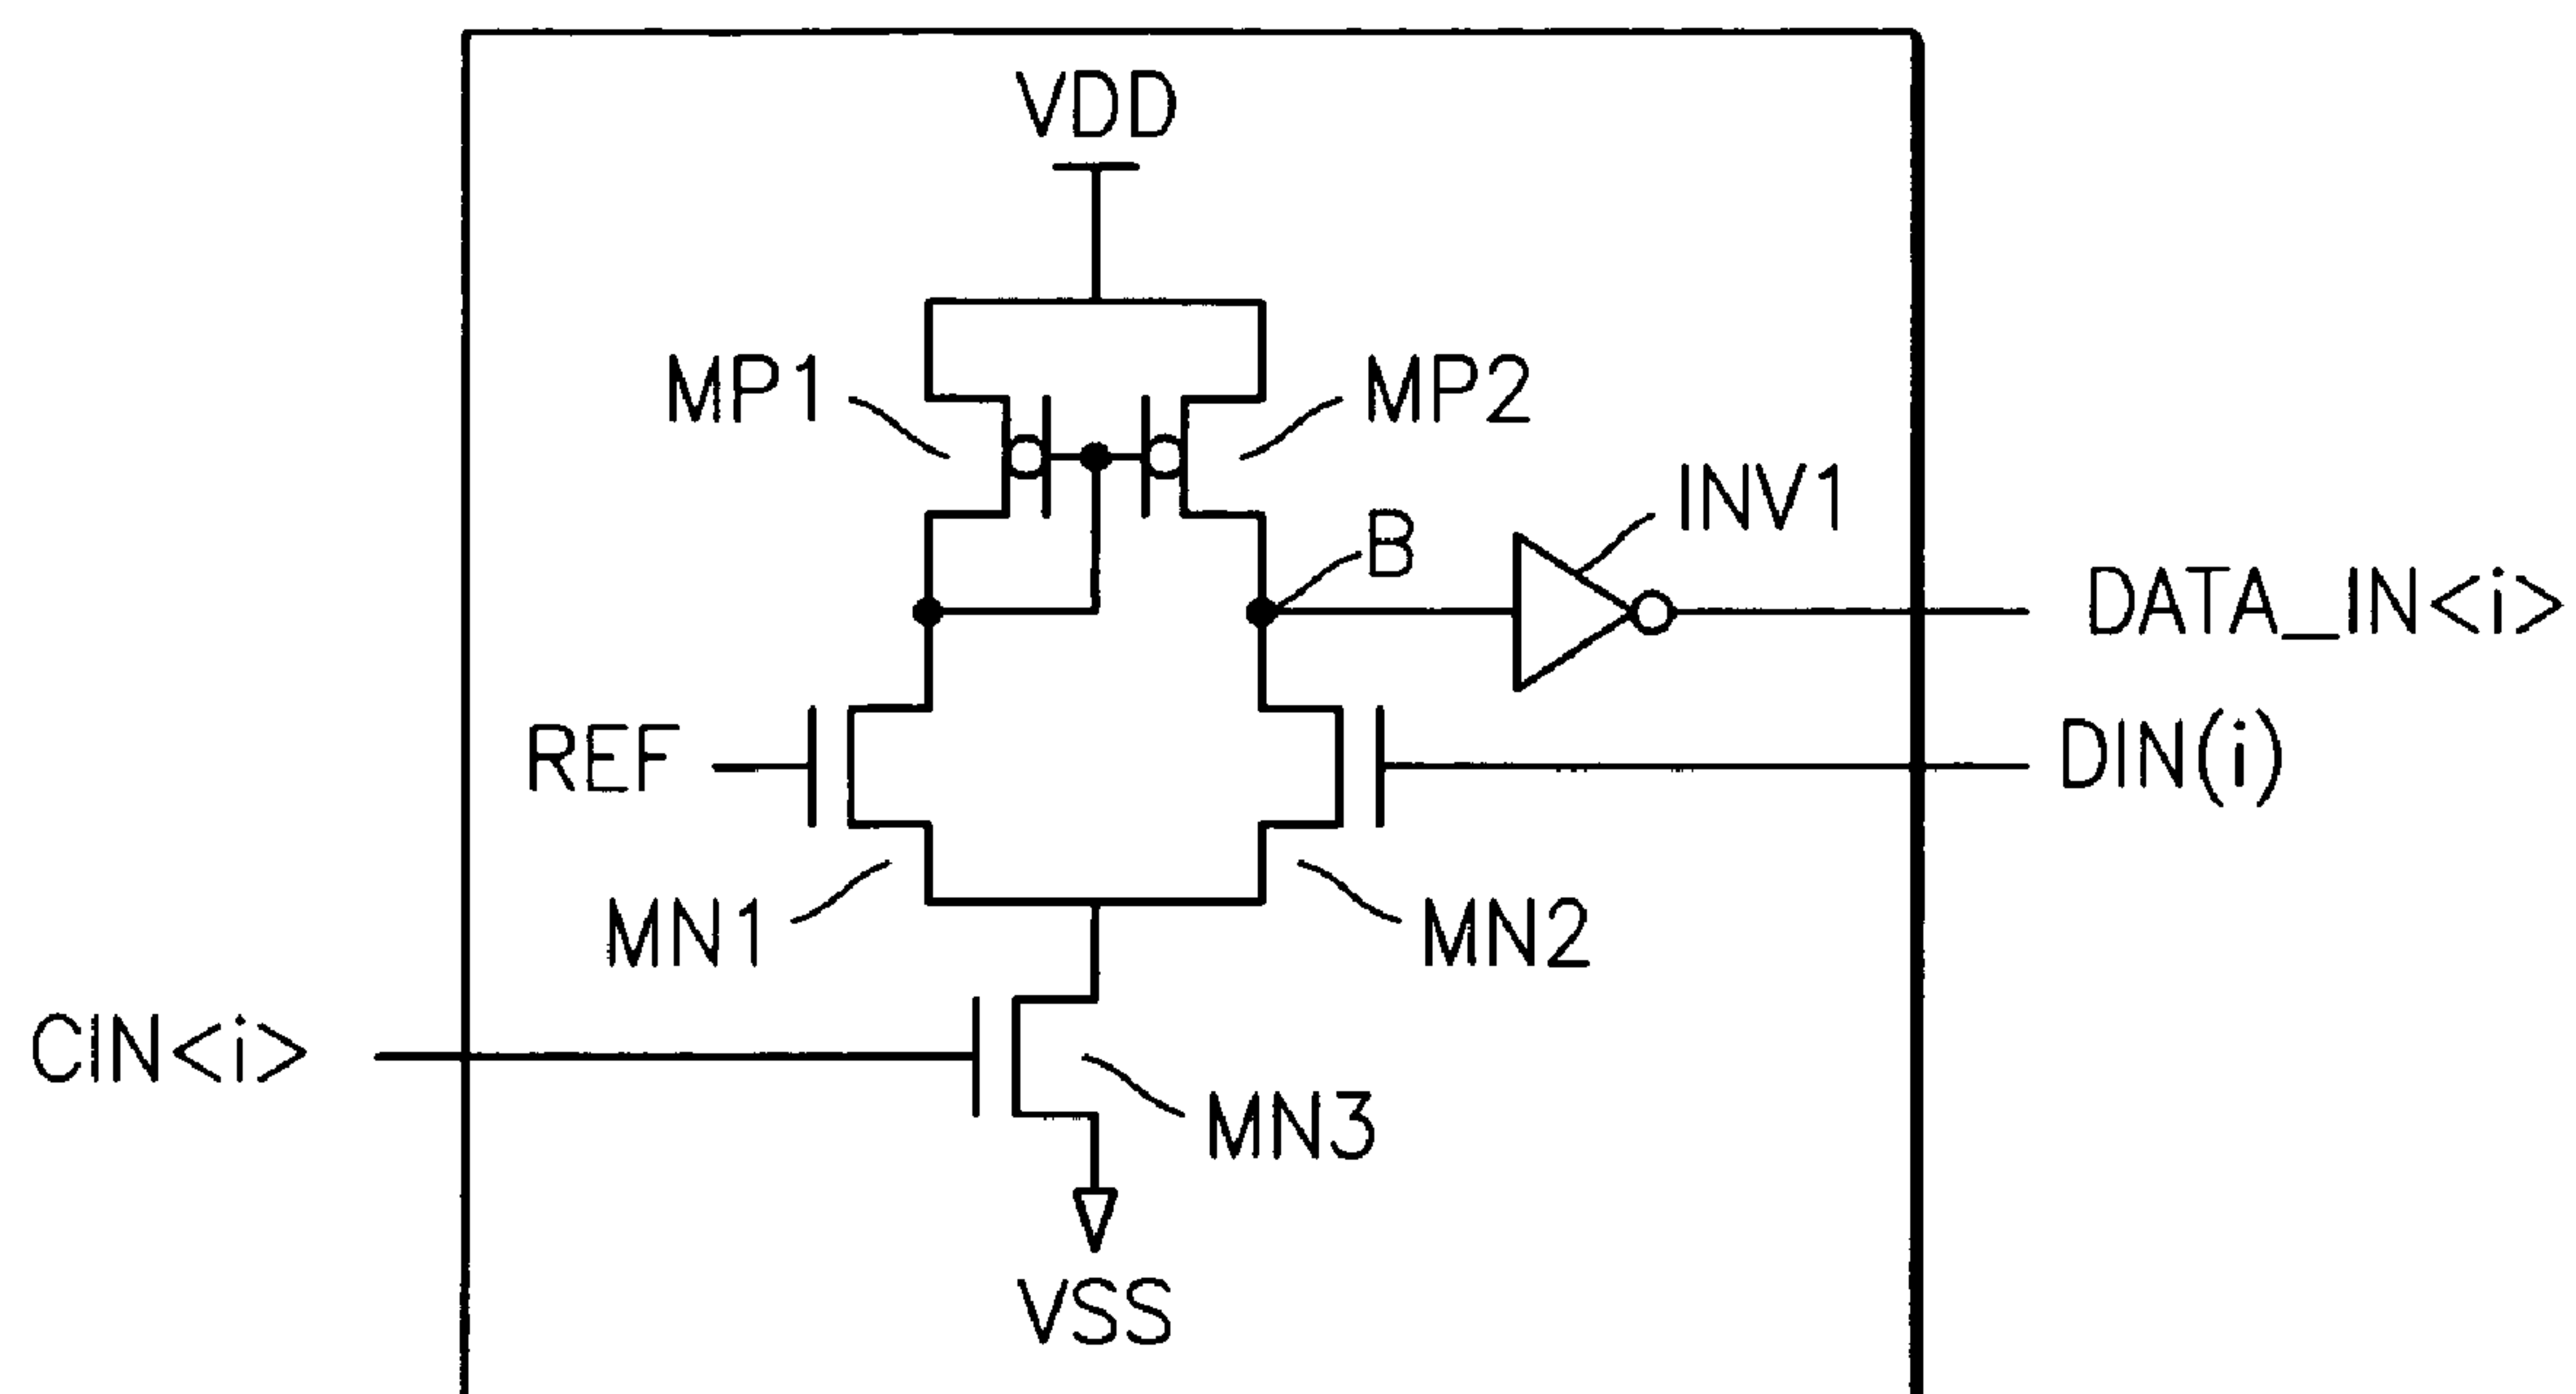 VDD
MP1
MP2
INV1
B
DATA_IN<i>
REF
DIN(i)
MN1
MN2
CIN<i>
MN3
VSS